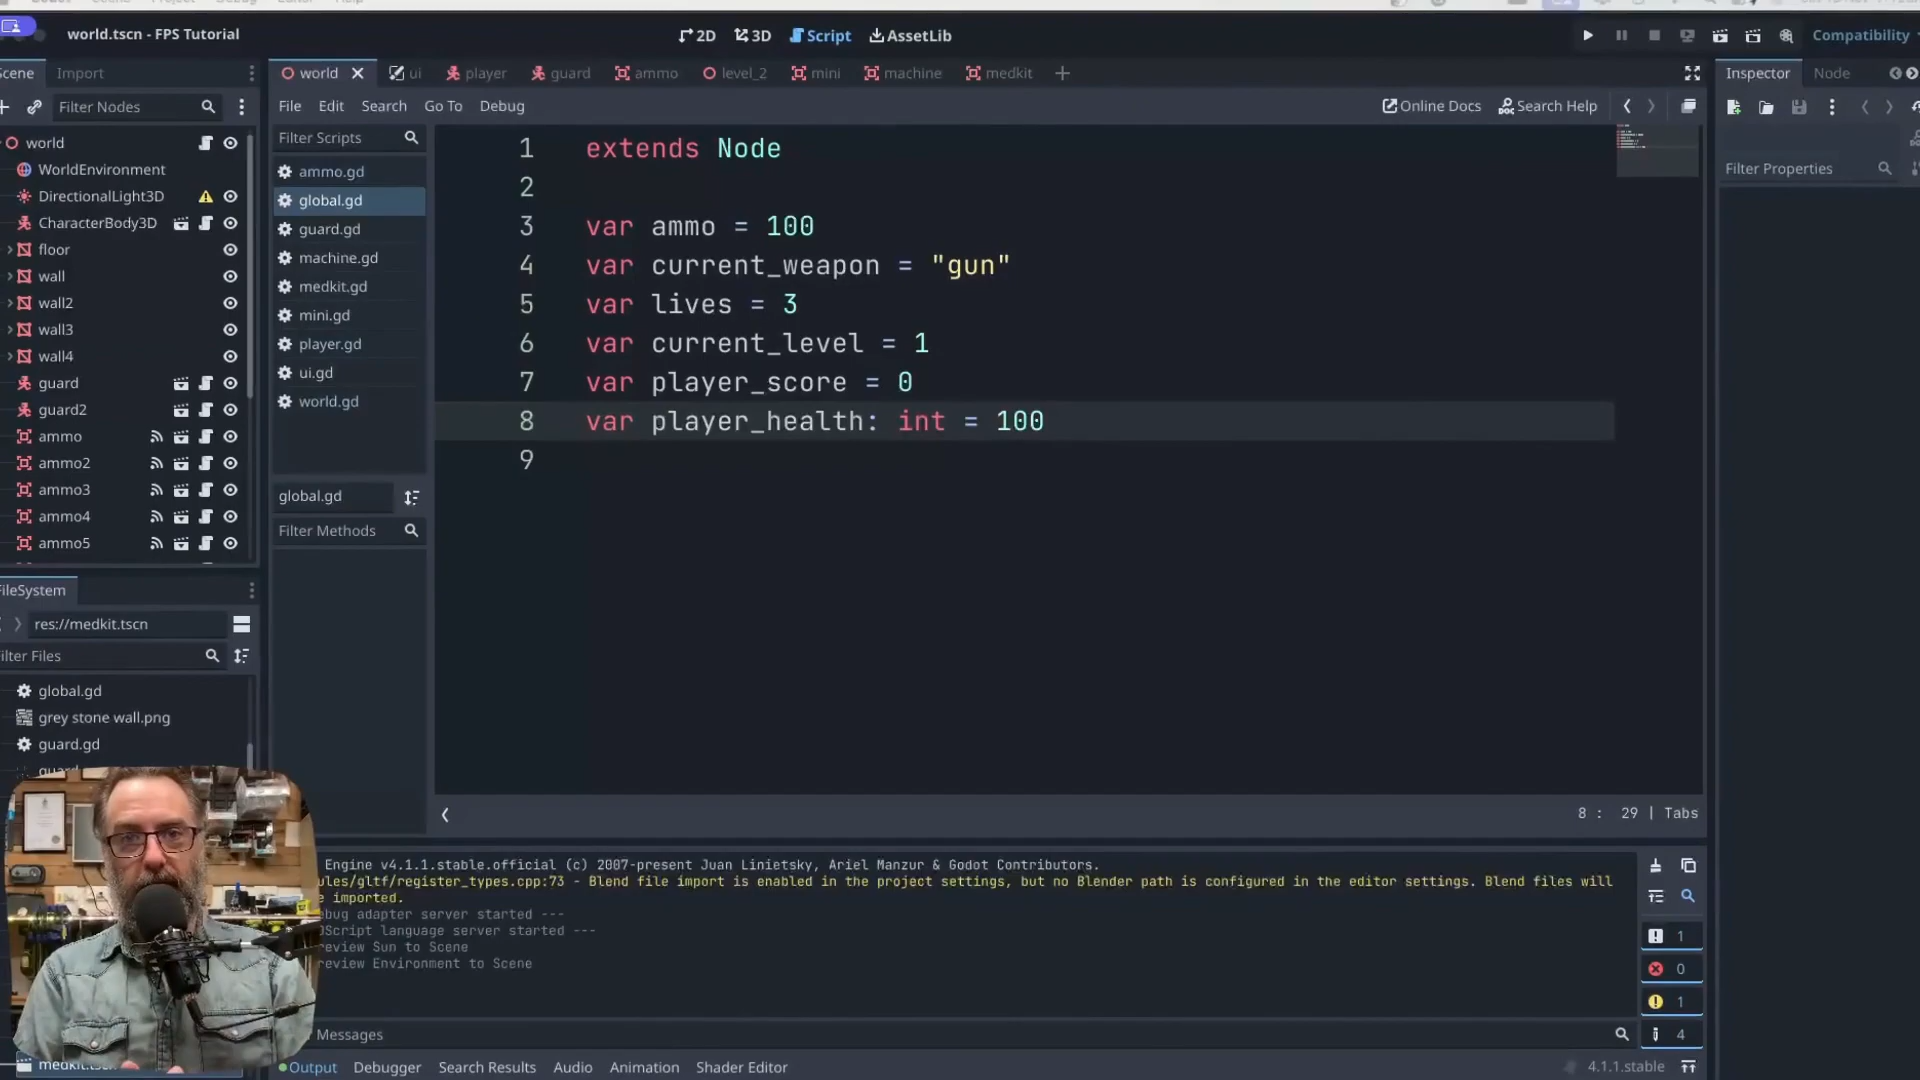 world.tscn - FPS Tutorial
2D
3D
Script
AssetLib
Compatibility
Scene
Import
world
ui
player
guard
ammo
level_2
mini
machine
medkit
Inspector
Node
Filter Nodes
File
Edit
Search
Go To
Debug
Online Docs
Search Help
world
WorldEnvironment
DirectionalLight3D
CharacterBody3D
floor
wall
wall2
wall3
wall4
guard
guard2
ammo
ammo2
ammo3
ammo4
ammo5
Filter Scripts
ammo.gd
global.gd
guard.gd
machine.gd
medkit.gd
mini.gd
player.gd
ui.gd
world.gd
global.gd
Filter Methods
1 extends Node
2
3 var ammo = 100
4 var current_weapon = "gun"
5 var lives = 3
6 var current_level = 1
7 var player_score = 0
8 var player_health: int = 100
9
Filter Properties
FileSystem
res://medkit.tscn
Filter Files
global.gd
grey stone wall.png
guard.gd
8 : 29 | Tabs
Engine v4.1.1.stable.official (c) 2007-present Juan Linietsky, Ariel Manzur & Godot Contributors.
ules/gltf/register_types.cpp:73 - Blend file import is enabled in the project settings, but no Blender path is configured in the editor settings. Blend files will
e imported.
ebug adapter server started ---
DScript language server started ---
review Sun to Scene
review Environment to Scene
1
0
1
4
Messages
Output
Debugger
Search Results
Audio
Animation
Shader Editor
4.1.1.stable